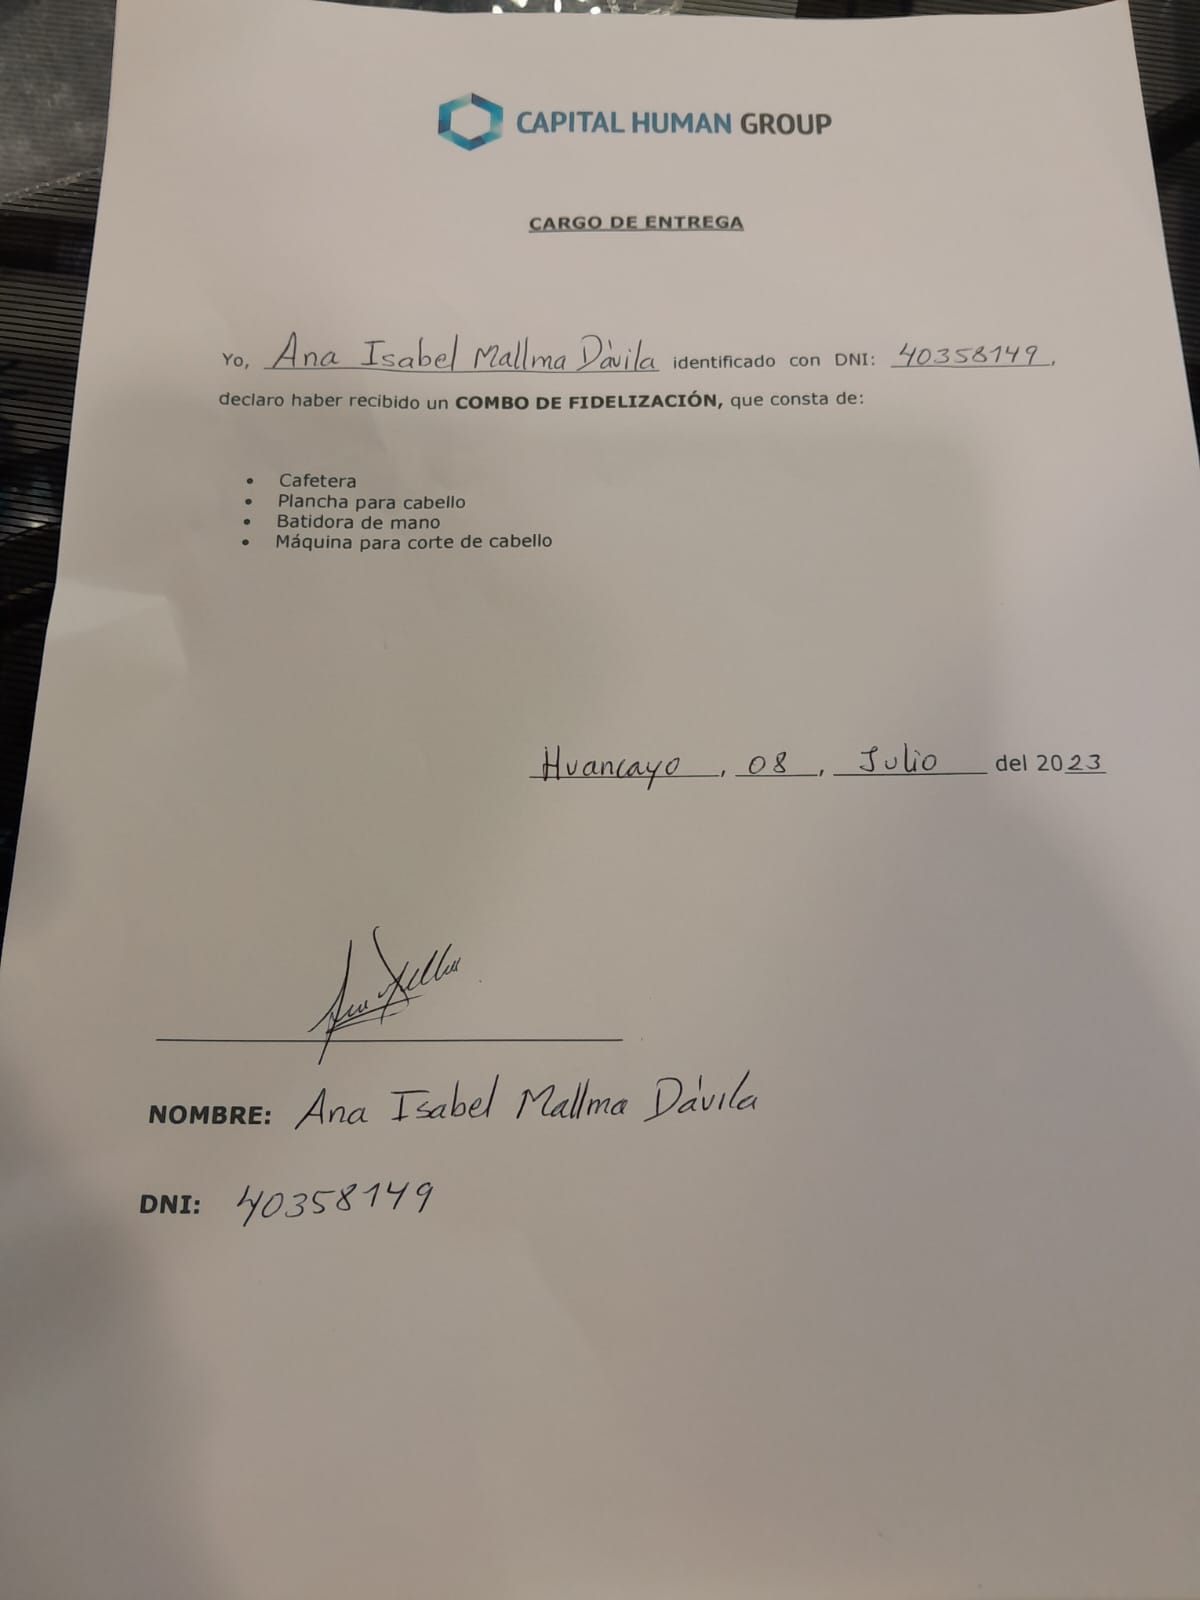 CAPITAL HUMAN GROUP
CARGO DE ENTREGA
Yo, Ana Isabel Mallma Dávila identificado con DNI: 40358149,
declaro haber recibido un COMBO DE FIDELIZACIÓN, que consta de:
• Cafetera
• Plancha para cabello
• Batidora de mano
• Máquina para corte de cabello
Huancayo, 08, Julio del 2023
NOMBRE: Ana Isabel Mallma Dávila
DNI: 40358149